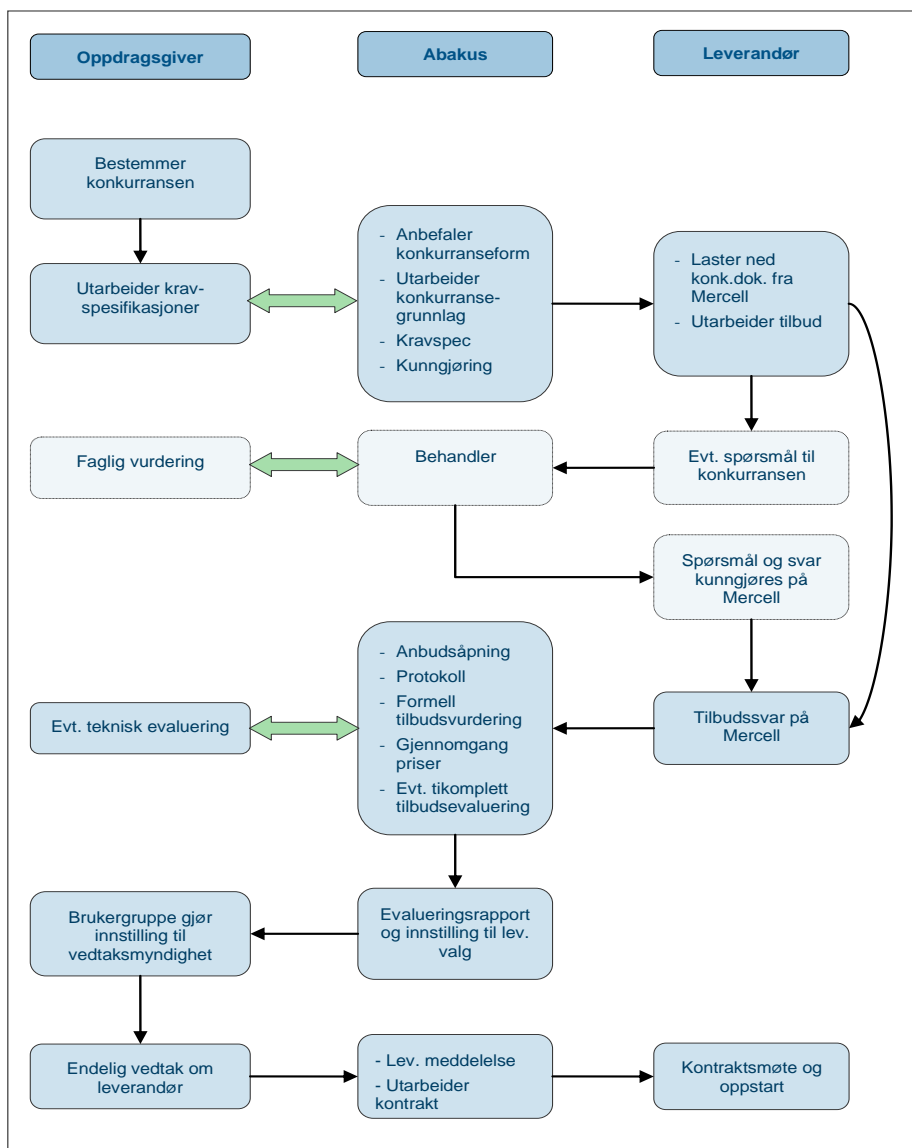 Oppdragsgiver
Abakus
Leverandør
Bestemmer
konkurransen
Utarbeider krav-
spesifikasjoner
- Anbefaler
konkurranseform
- Utarbeider
konkurranse-
grunnlag
- Kravspec
- Kunngjøring
- Laster ned
konk.dok. fra
Mercell
- Utarbeider tilbud
Faglig vurdering
Behandler
Evt. spørsmål til
konkurransen
Spørsmål og svar
kunngjøres på
Mercell
Evt. teknisk evaluering
- Anbudsåpning
- Protokoll
- Formell
tilbudsvurdering
- Gjennomgang
priser
- Evt. tikomplett
tilbudsevaluering
Tilbudssvar på
Mercell
Brukergruppe gjør
innstilling til
vedtaksmyndighet
Evalueringsrapport
og innstilling til lev.
valg
Endelig vedtak om
leverandør
- Lev. meddelelse
- Utarbeider
kontrakt
Kontraktsmøte og
oppstart